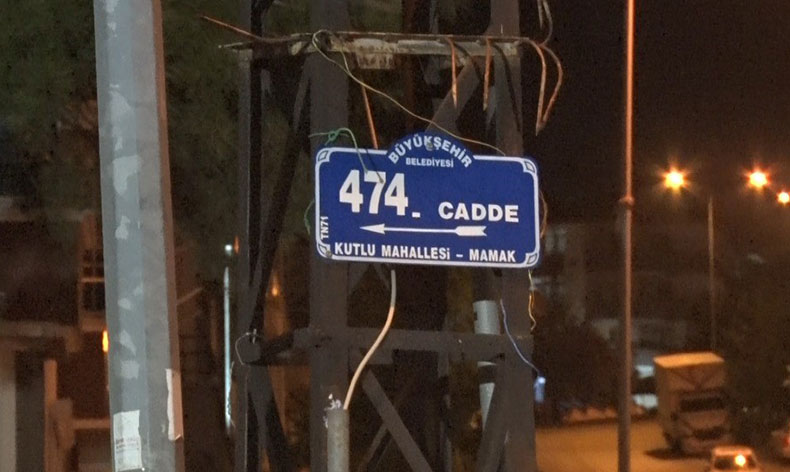 BÜYÜKŞEHİR
BELEDİYESİ
474. CADDE
TN71
KUTLU MAHALLESİ - MAMAK